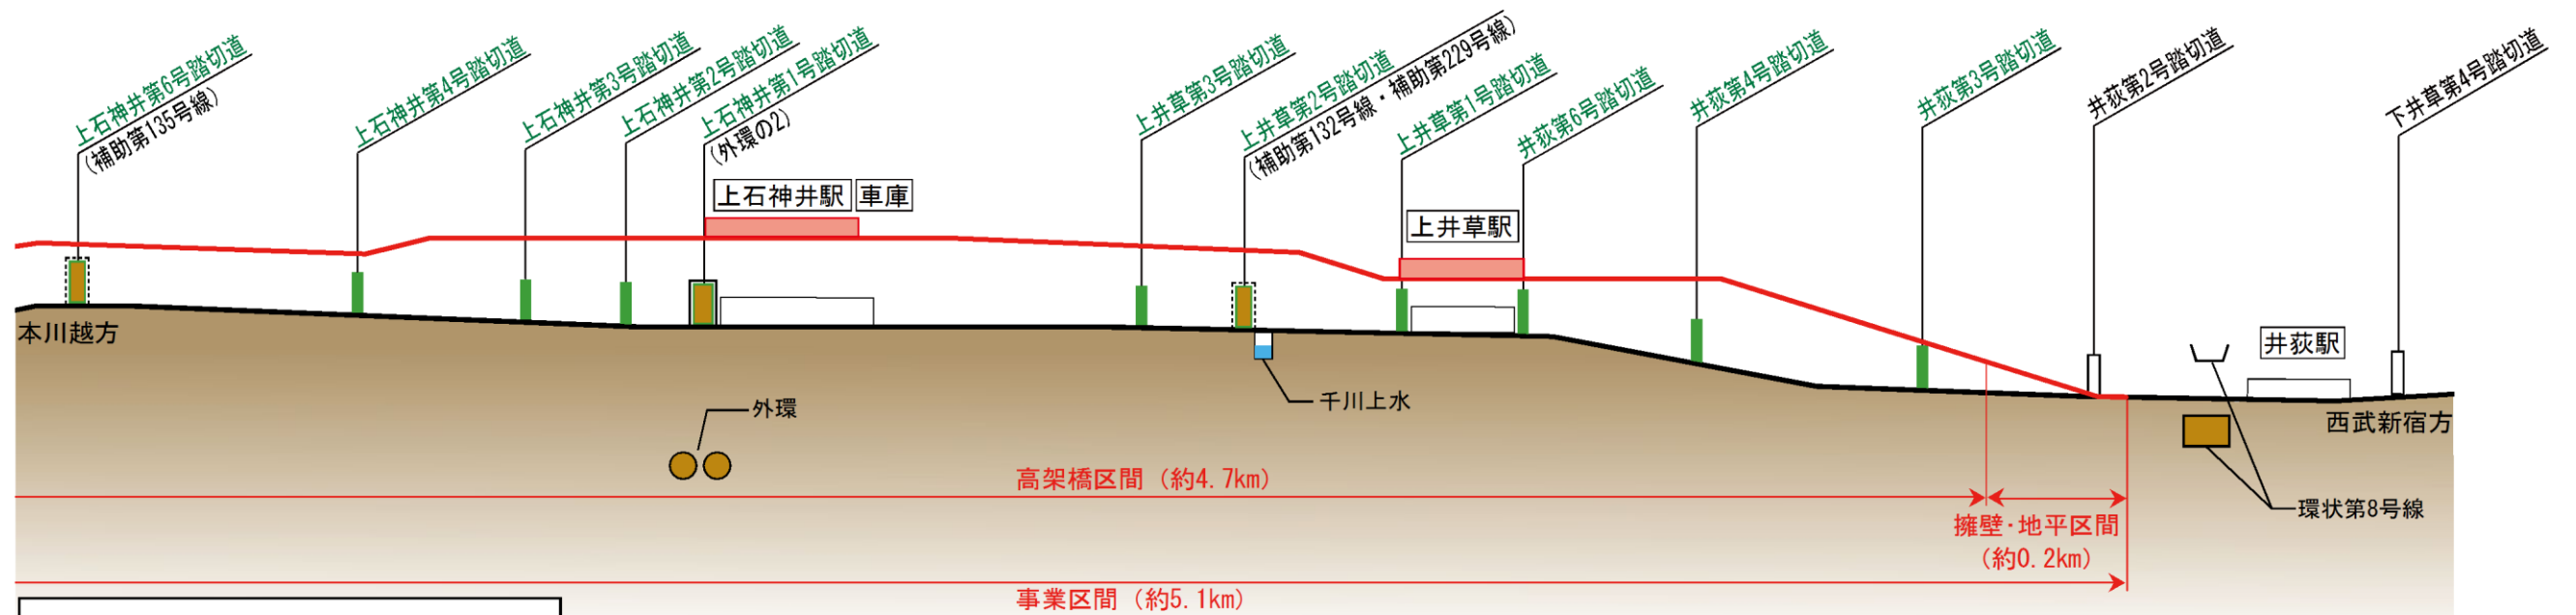 上石神井第6号踏切道
(補助第135号線)
上石神井第4号踏切道
上石神井第3号踏切道
上石神井第2号踏切道
上石神井第1号踏切道
(外環の2)
上井草第3号踏切道
上井草第2号踏切道
(補助第132号線・補助第229号線)
上井草第1号踏切道
井荻第6号踏切道
井荻第4号踏切道
井荻第3号踏切道
井荻第2号踏切道
下井草第4号踏切道
上石神井駅 車庫
上井草駅
井荻駅
本川越方
西武新宿方
千川上水
外環
環状第8号線
高架橋区間 (約4.7km)
擁壁・地平区間
(約0.2km)
事業区間 (約5.1km)